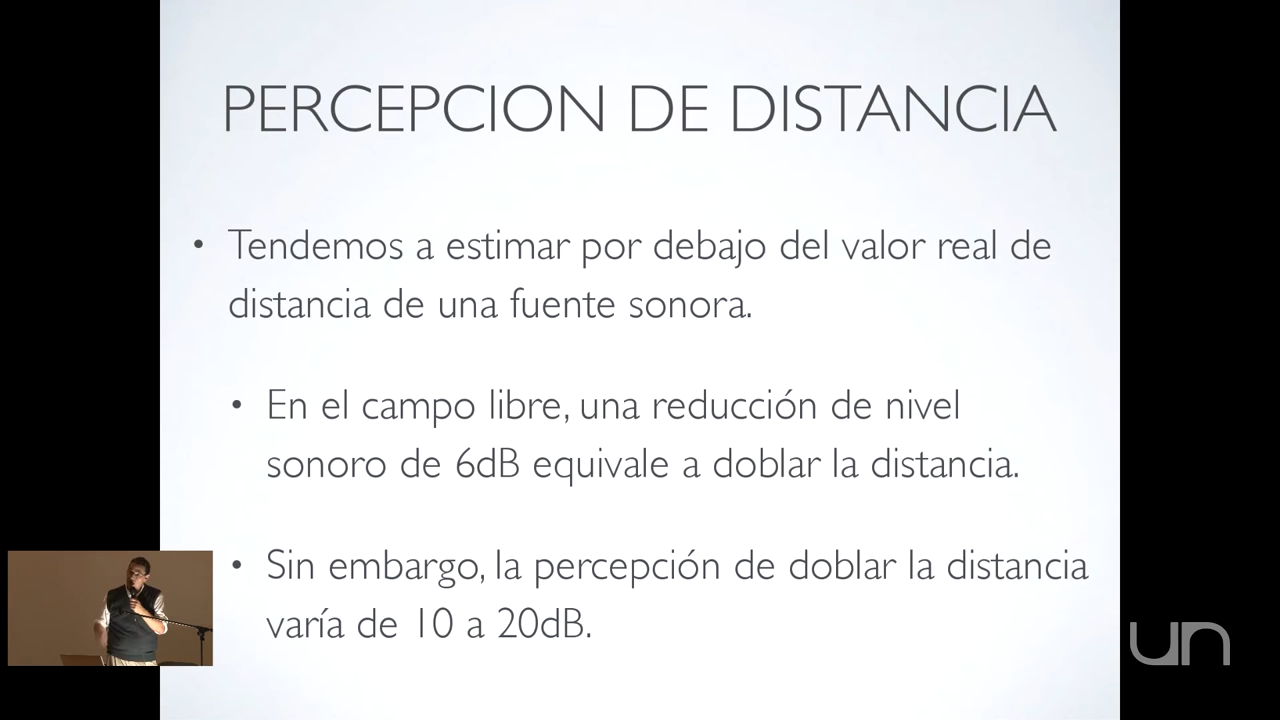 PERCEPCION DE DISTANCIA
• Tendemos a estimar por debajo del valor real de
distancia de una fuente sonora.
• En el campo libre, una reducción de nivel
sonoro de 6dB equivale a doblar la distancia.
• Sin embargo, la percepción de doblar la distancia
varía de 10 a 20dB.
un